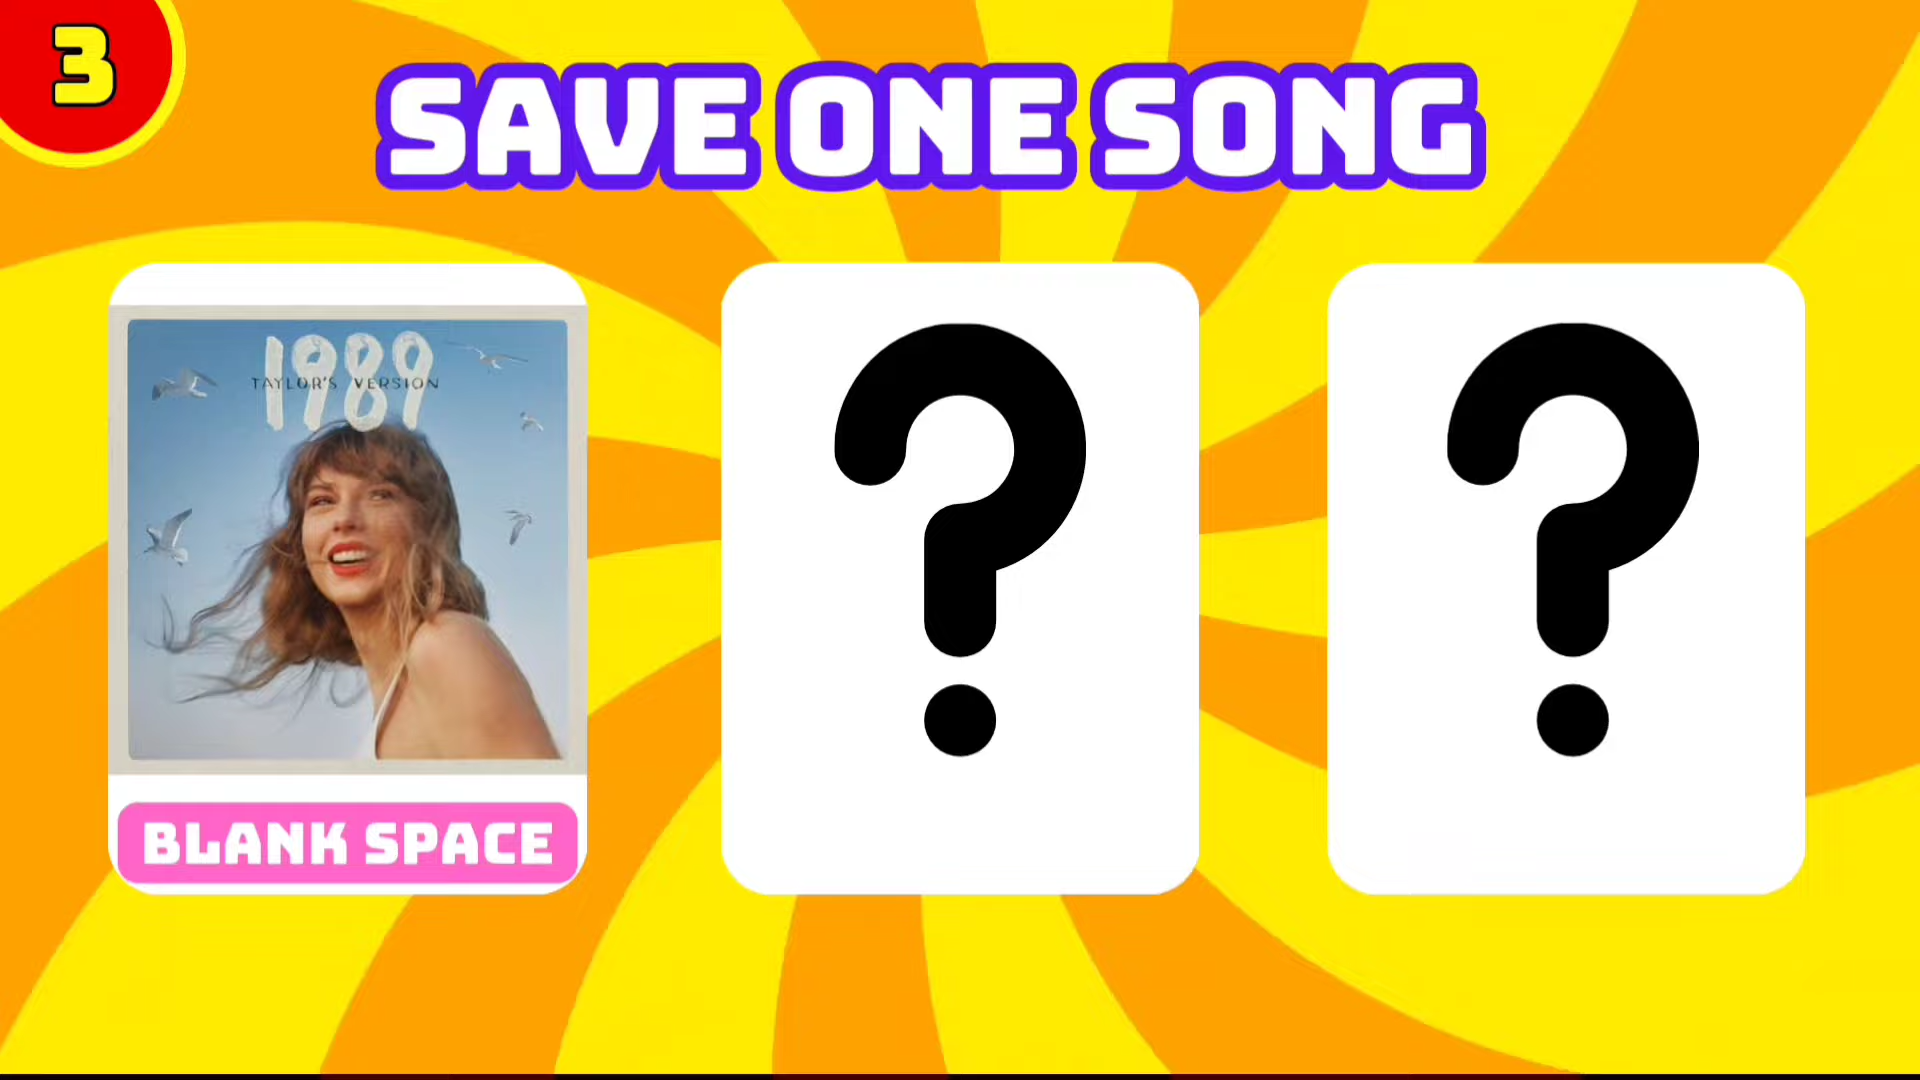 3
SAVE ONE SONG
1989
TAYLOR'S VERSION
BLANK SPACE
?
?